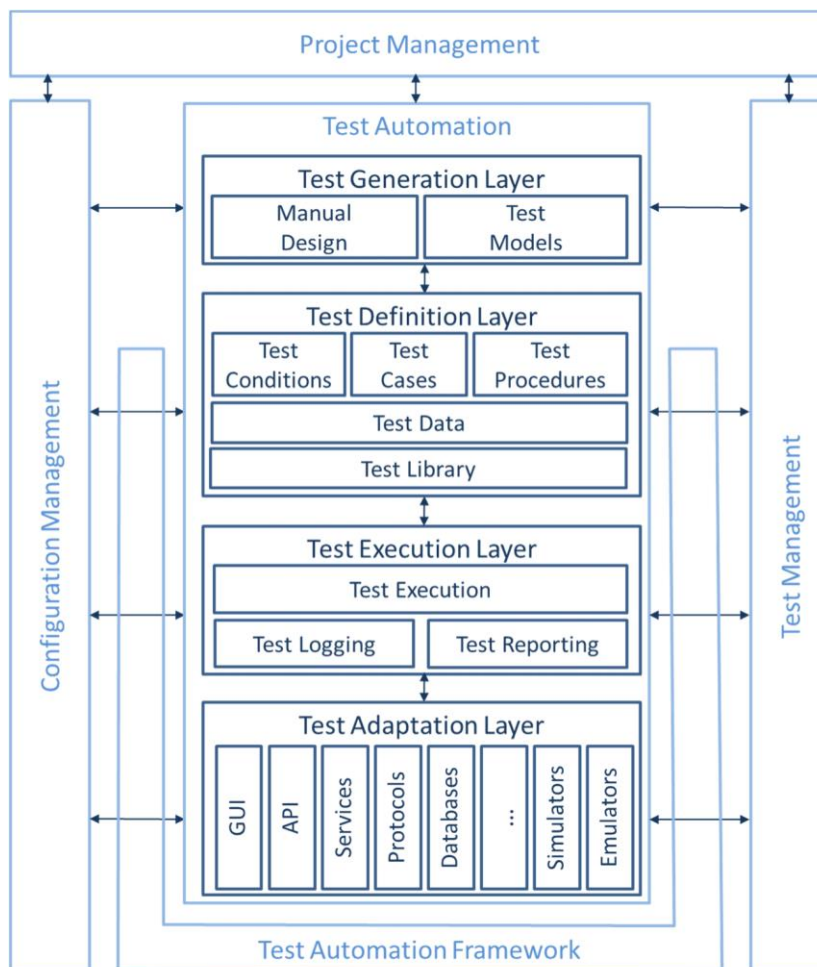 Project Management
Configuration Management
Test Automation
Test Generation Layer
Manual
Design
Test
Models
Test Definition Layer
Test
Conditions
Test
Cases
Test
Procedures
Test Data
Test Library
Test Execution Layer
Test Execution
Test Logging
Test Reporting
Test Adaptation Layer
GUI
API
Services
Protocols
Databases
...
Simulators
Emulators
Test Management
Test Automation Framework